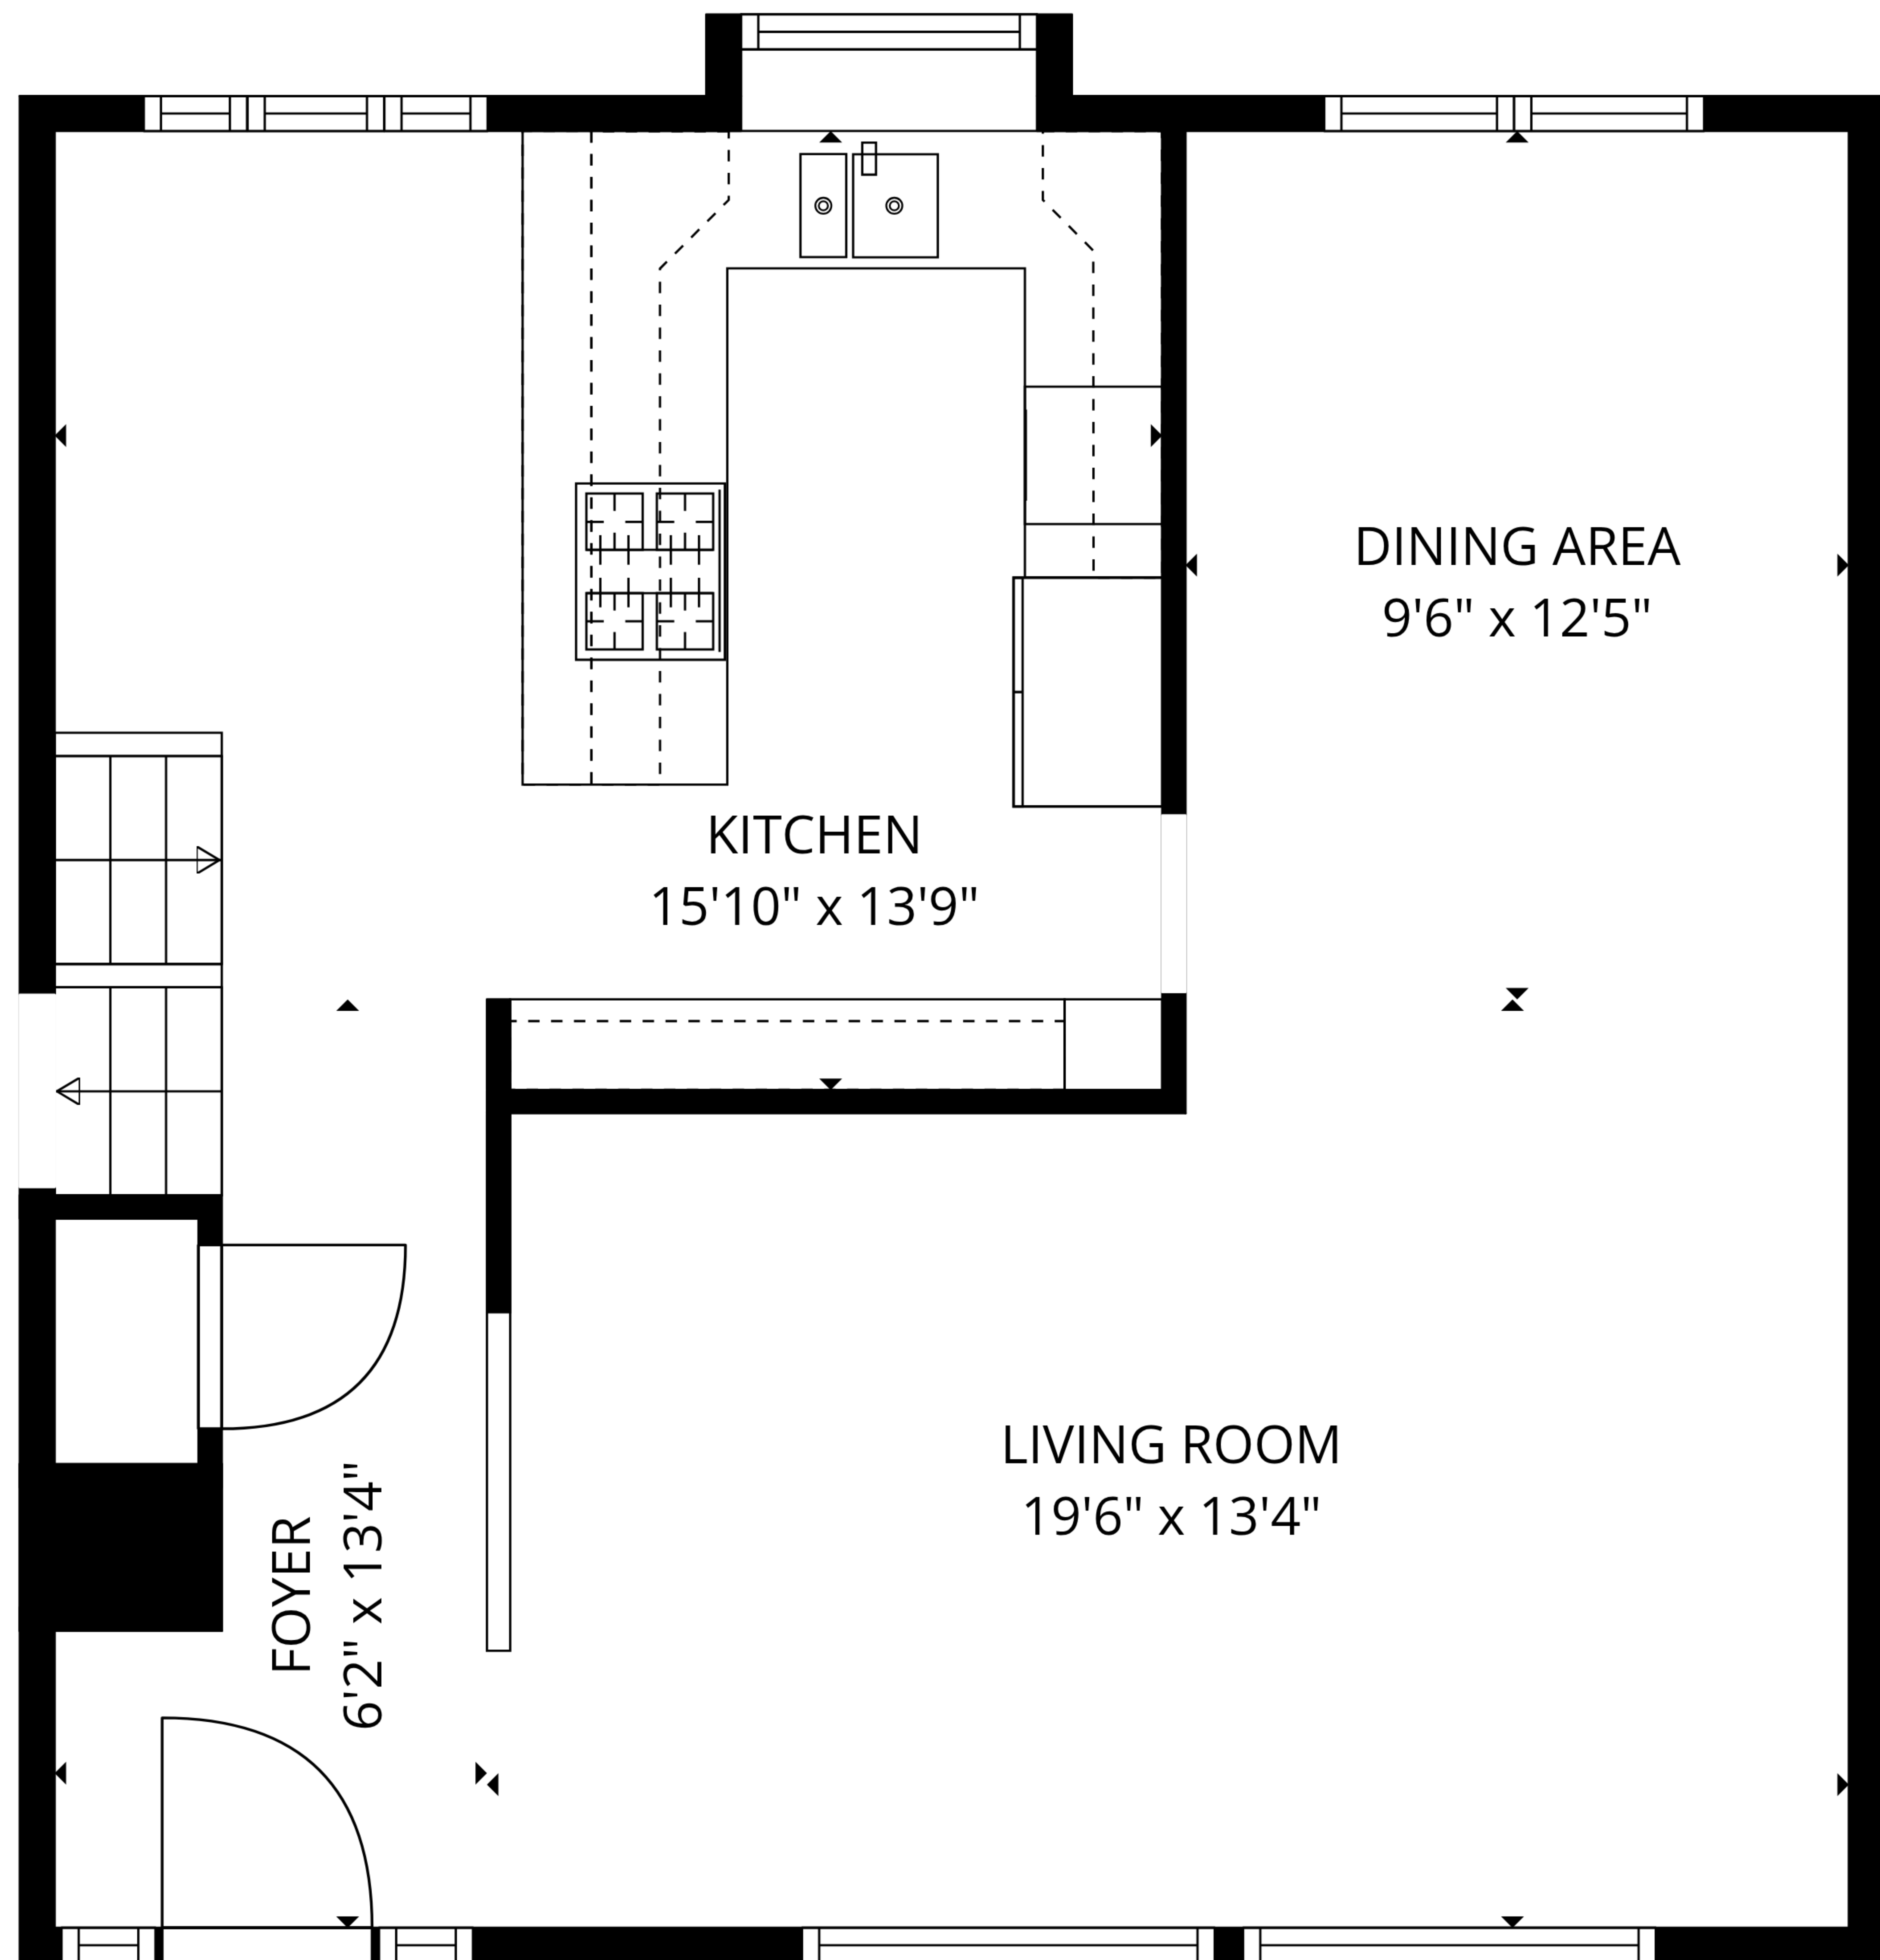 DINING AREA
9'6" x 12'5"
KITCHEN
15'10" x 13'9"
LIVING ROOM
19'6" x 13'4"
FOYER
6'2" x 13'4"